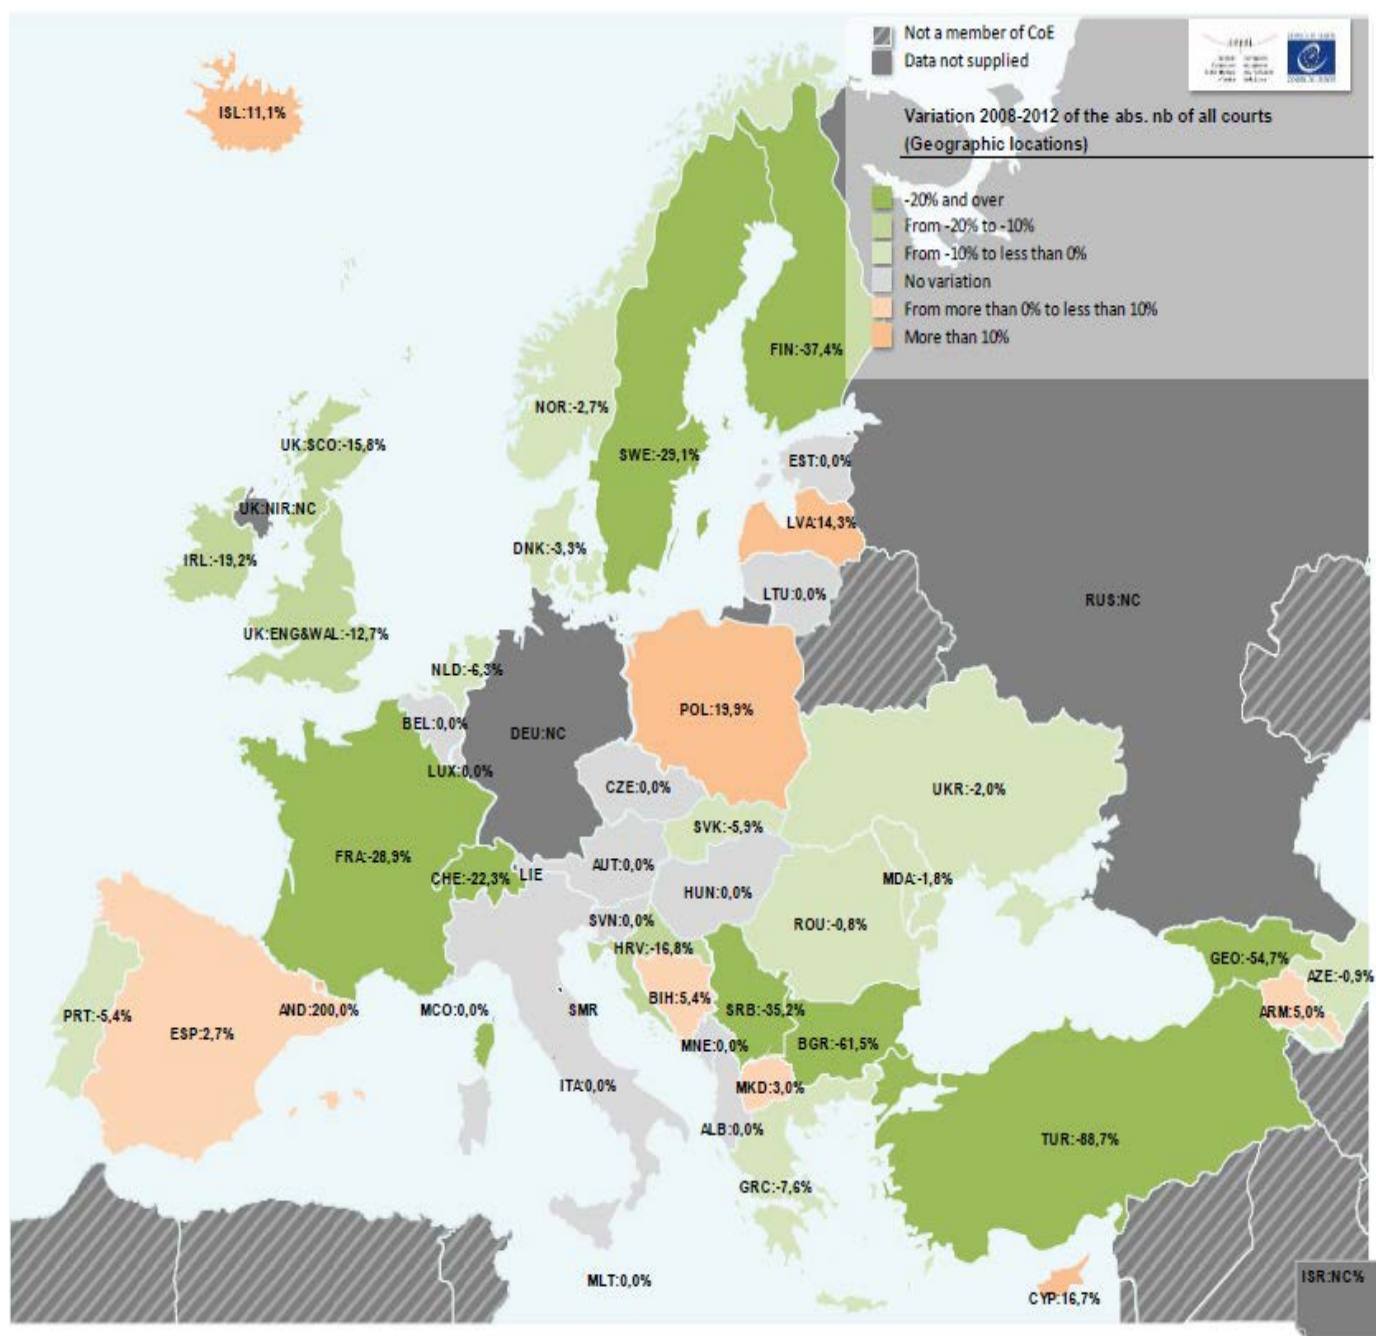 Not a member of CoE
Data not supplied
Variation 2008-2012 of the abs. nb of all courts
(Geographic locations)
-20% and over
From -20% to -10%
From -10% to less than 0%
No variation
From more than 0% to less than 10%
More than 10%
ISL:11,1%
FIN:-37,4%
NOR:-2,7%
UK:SCO:-15,8%
SWE:-29,1%
EST:0,0%
UK:NIR:NC
LVA:14,3%
IRL:-19,2%
DNK:-3,3%
LTU:0,0%
RUS:NC
UK:ENG&WAL:-12,7%
NLD:-6,3%
POL:19,9%
BEL:0,0%
DEU:NC
LUX:0,0%
CZE:0,0%
UKR:-2,0%
SVK:-5,9%
FRA:-28,9%
AUT:0,0%
CHE:-22,3%
LIE
MDA:-1,8%
HUN:0,0%
SVN:0,0%
ROU:-0,8%
HRV:-16,8%
GEO:-54,7%
AZE:-0,9%
BIH:5,4%
AND:200,0%
MCO:0,0%
SMR
SRB:-35,2%
ARM:5,0%
PRT:-5,4%
ESP:2,7%
MNE:0,0%
BGR:-61,5%
ITA:0,0%
MKD:3,0%
ALB:0,0%
TUR:-88,7%
GRC:-7,6%
MLT:0,0%
ISR:NC%
CYP:16,7%